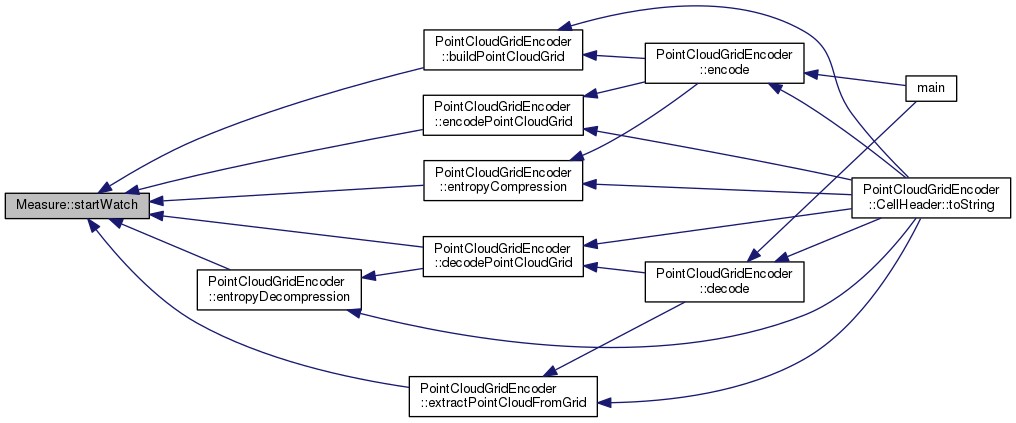 Measure::startWatch
PointCloudGridEncoder
::buildPointCloudGrid
PointCloudGridEncoder
::encodePointCloudGrid
PointCloudGridEncoder
::entropyCompression
PointCloudGridEncoder
::decodePointCloudGrid
PointCloudGridEncoder
::entropyDecompression
PointCloudGridEncoder
::extractPointCloudFromGrid
PointCloudGridEncoder
::encode
PointCloudGridEncoder
::decode
main
PointCloudGridEncoder
::CellHeader::toString